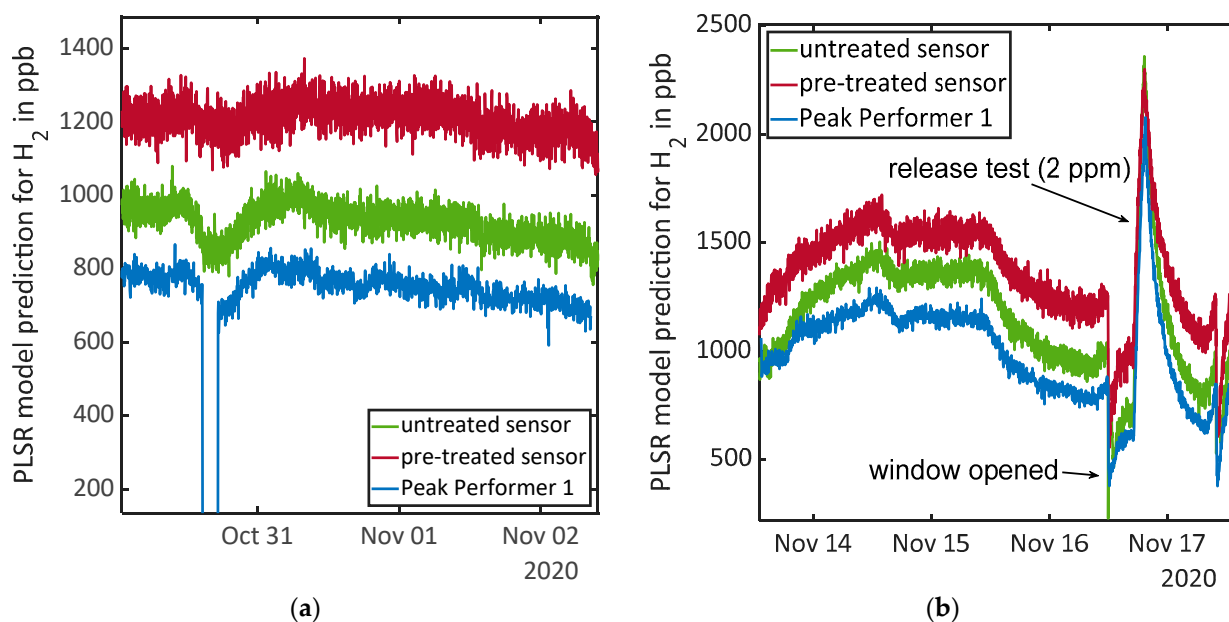 PLSR model prediction for H2 in ppb
1400
1200
1000
800
600
400
200
untreated sensor
pre-treated sensor
Peak Performer 1
Oct 31
Nov 01
Nov 02
2020
(a)
PLSR model prediction for H2 in ppb
2500
2000
1500
1000
500
untreated sensor
pre-treated sensor
Peak Performer 1
release test (2 ppm)
window opened
Nov 14
Nov 15
Nov 16
Nov 17
2020
(b)